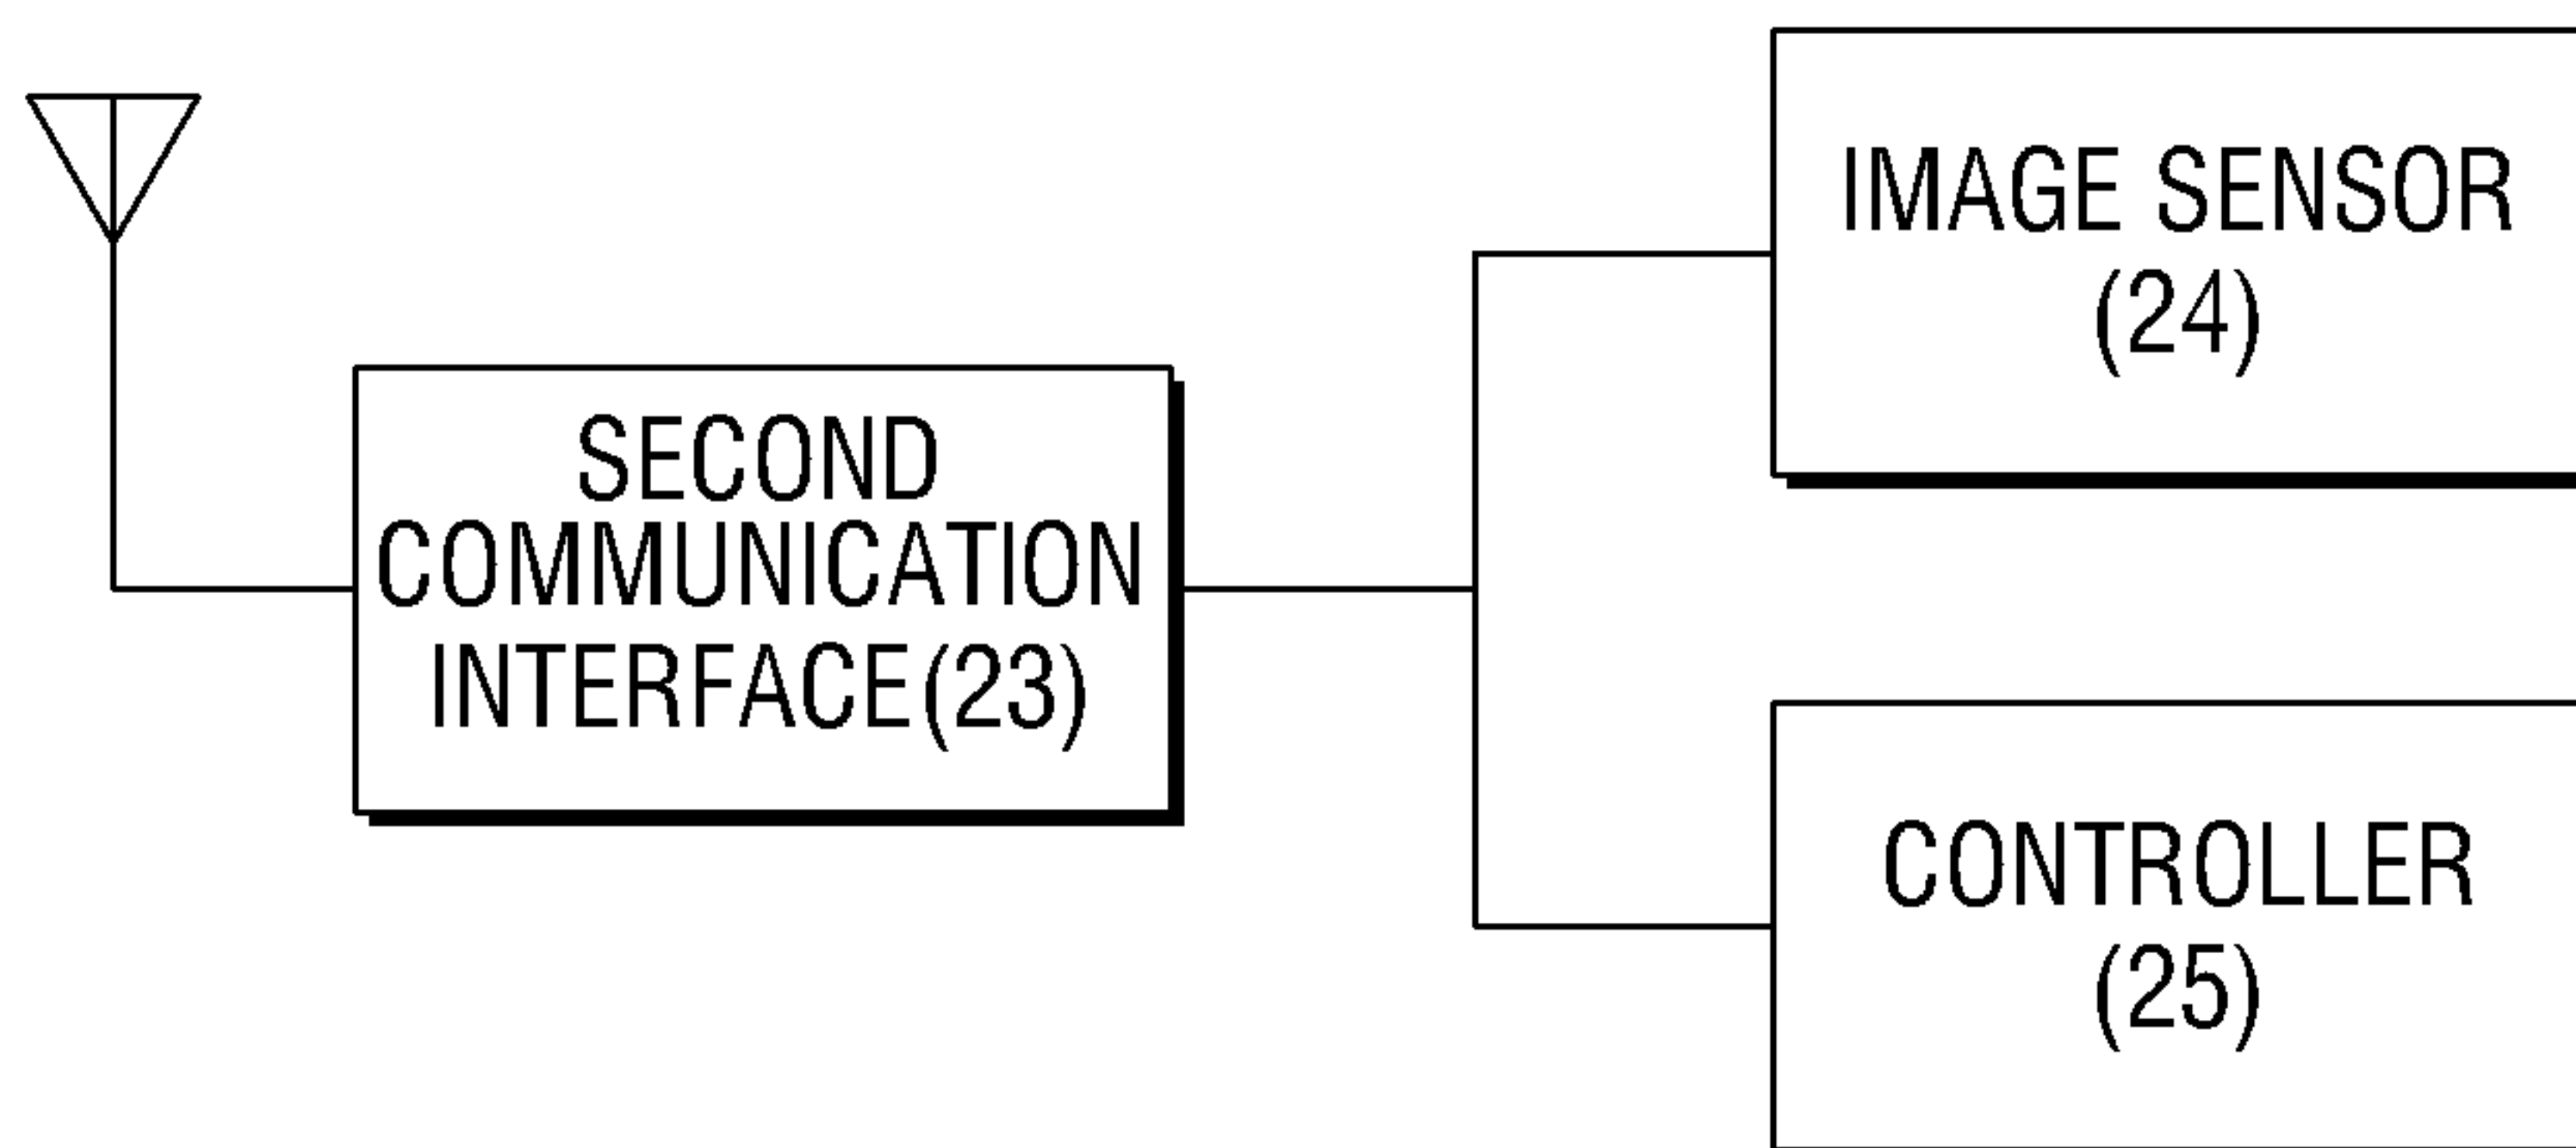 IMAGE SENSOR
(24)
SECOND
COMMUNICATION
INTERFACE(23)
CONTROLLER
(25)